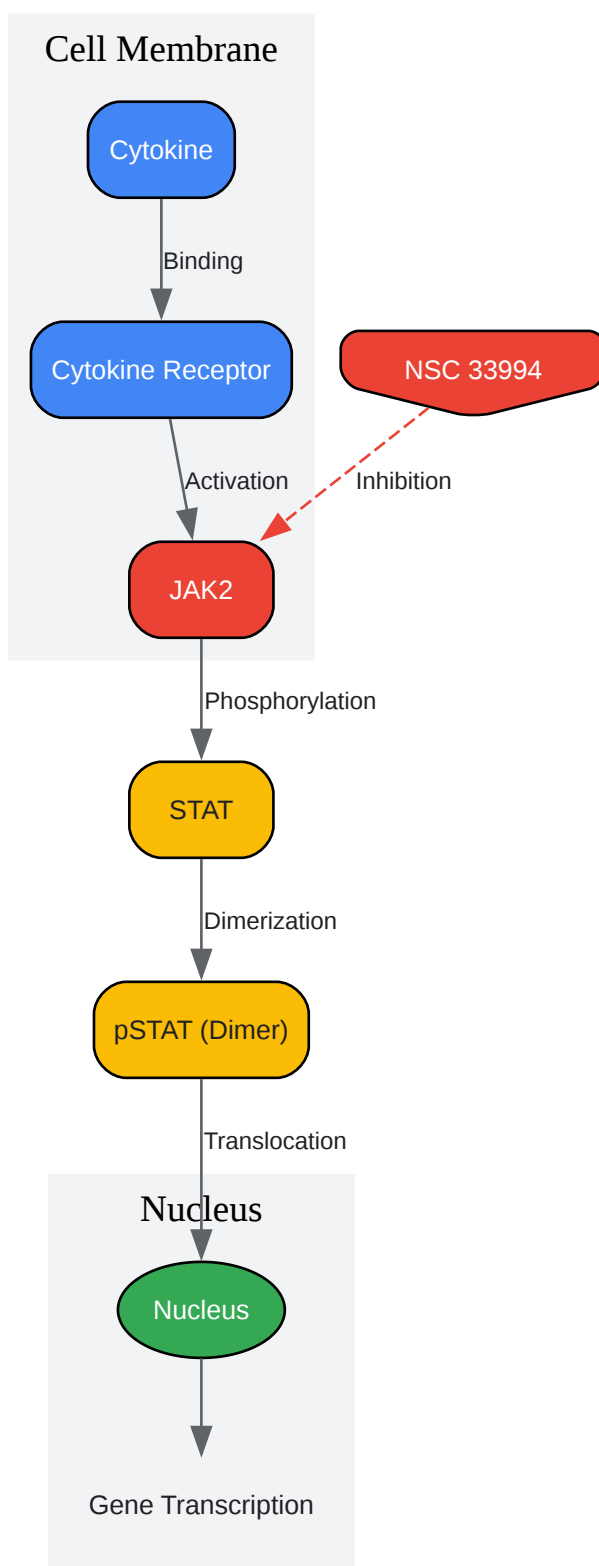 Cell Membrane
Cytokine
Binding
Cytokine Receptor
NSC 33994
Activation
Inhibition
JAK2
Phosphorylation
STAT
Dimerization
pSTAT (Dimer)
Translocation
Nucleus
Nucleus
Gene Transcription